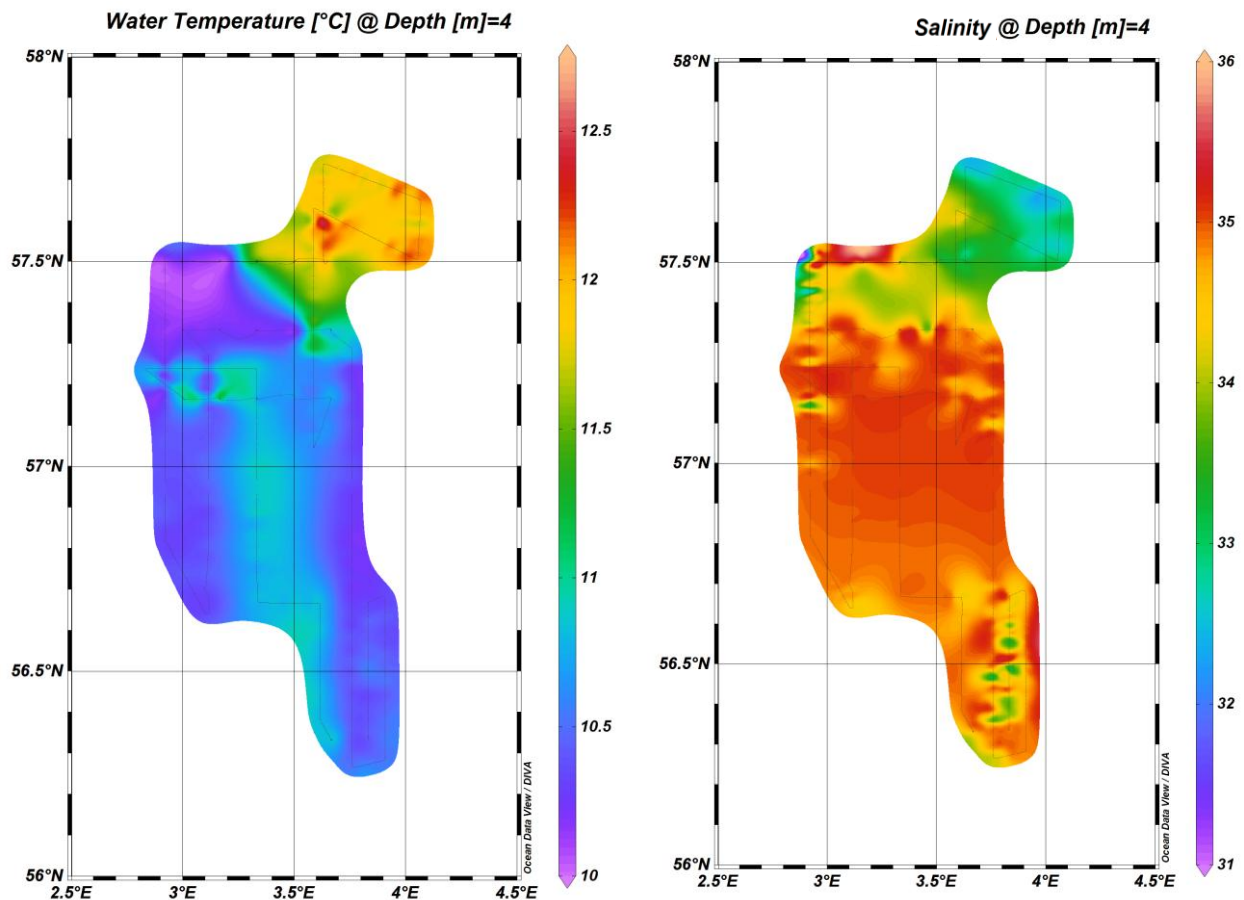 Water Temperature [°C] @ Depth [m]=4
58°N
57.5°N
57°N
56.5°N
56°N
2.5°E
3°E
3.5°E
4°E
4.5°E
12.5
12
11.5
11
10.5
10
Ocean Data View / DIVA
Salinity @ Depth [m]=4
58°N
57.5°N
57°N
56.5°N
56°N
2.5°E
3°E
3.5°E
4°E
4.5°E
36
35
34
33
32
31
Ocean Data View / DIVA